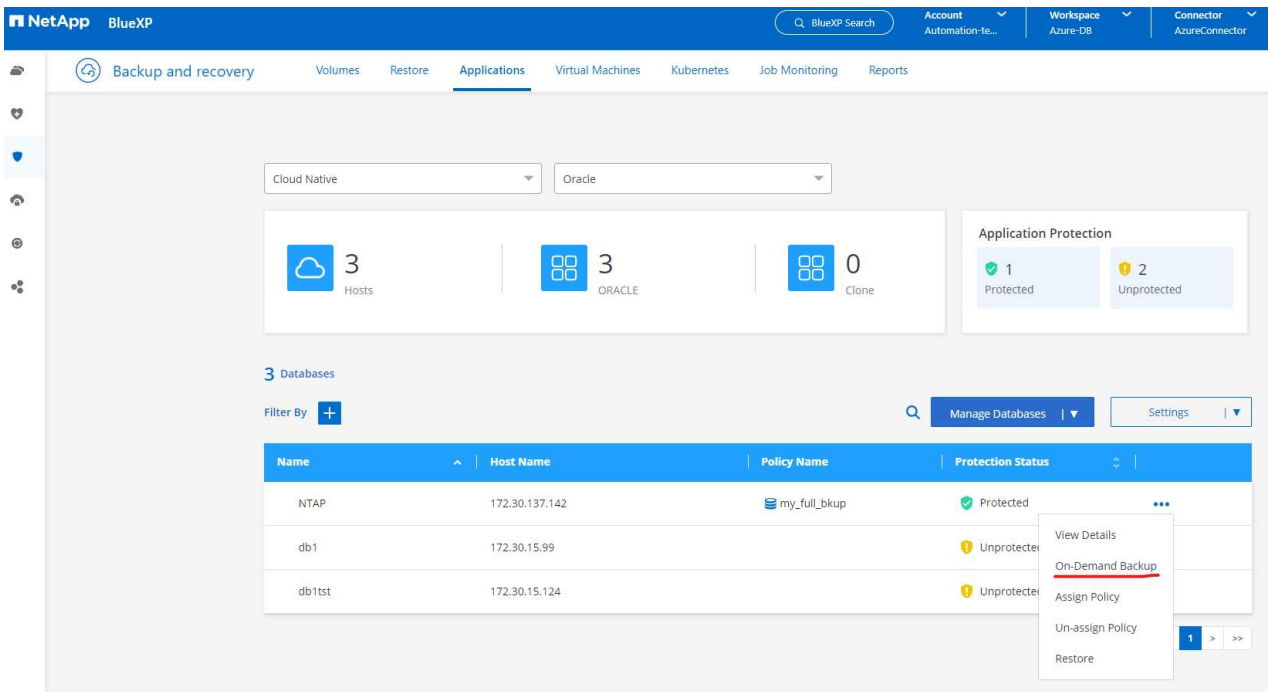 NetApp BlueXP
BlueXP Search
Account
Automation-te...
Workspace
Azure-DB
Connector
AzureConnector
Backup and recovery
Volumes Restore Applications Virtual Machines Kubernetes Job Monitoring Reports
Cloud Native Oracle
3 Hosts
3 ORACLE
0 Clone
Application Protection
1 Protected
2 Unprotected
3 Databases
Filter By +
Manage Databases | Settings |
Name Host Name Policy Name Protection Status
NTAP 172.30.137.142 my_full_bkup Protected •••
db1 172.30.15.99 Unprotected
db1tst 172.30.15.124 Unprotected
View Details
On-Demand Backup
Assign Policy
Un-assign Policy
Restore
1 > >>